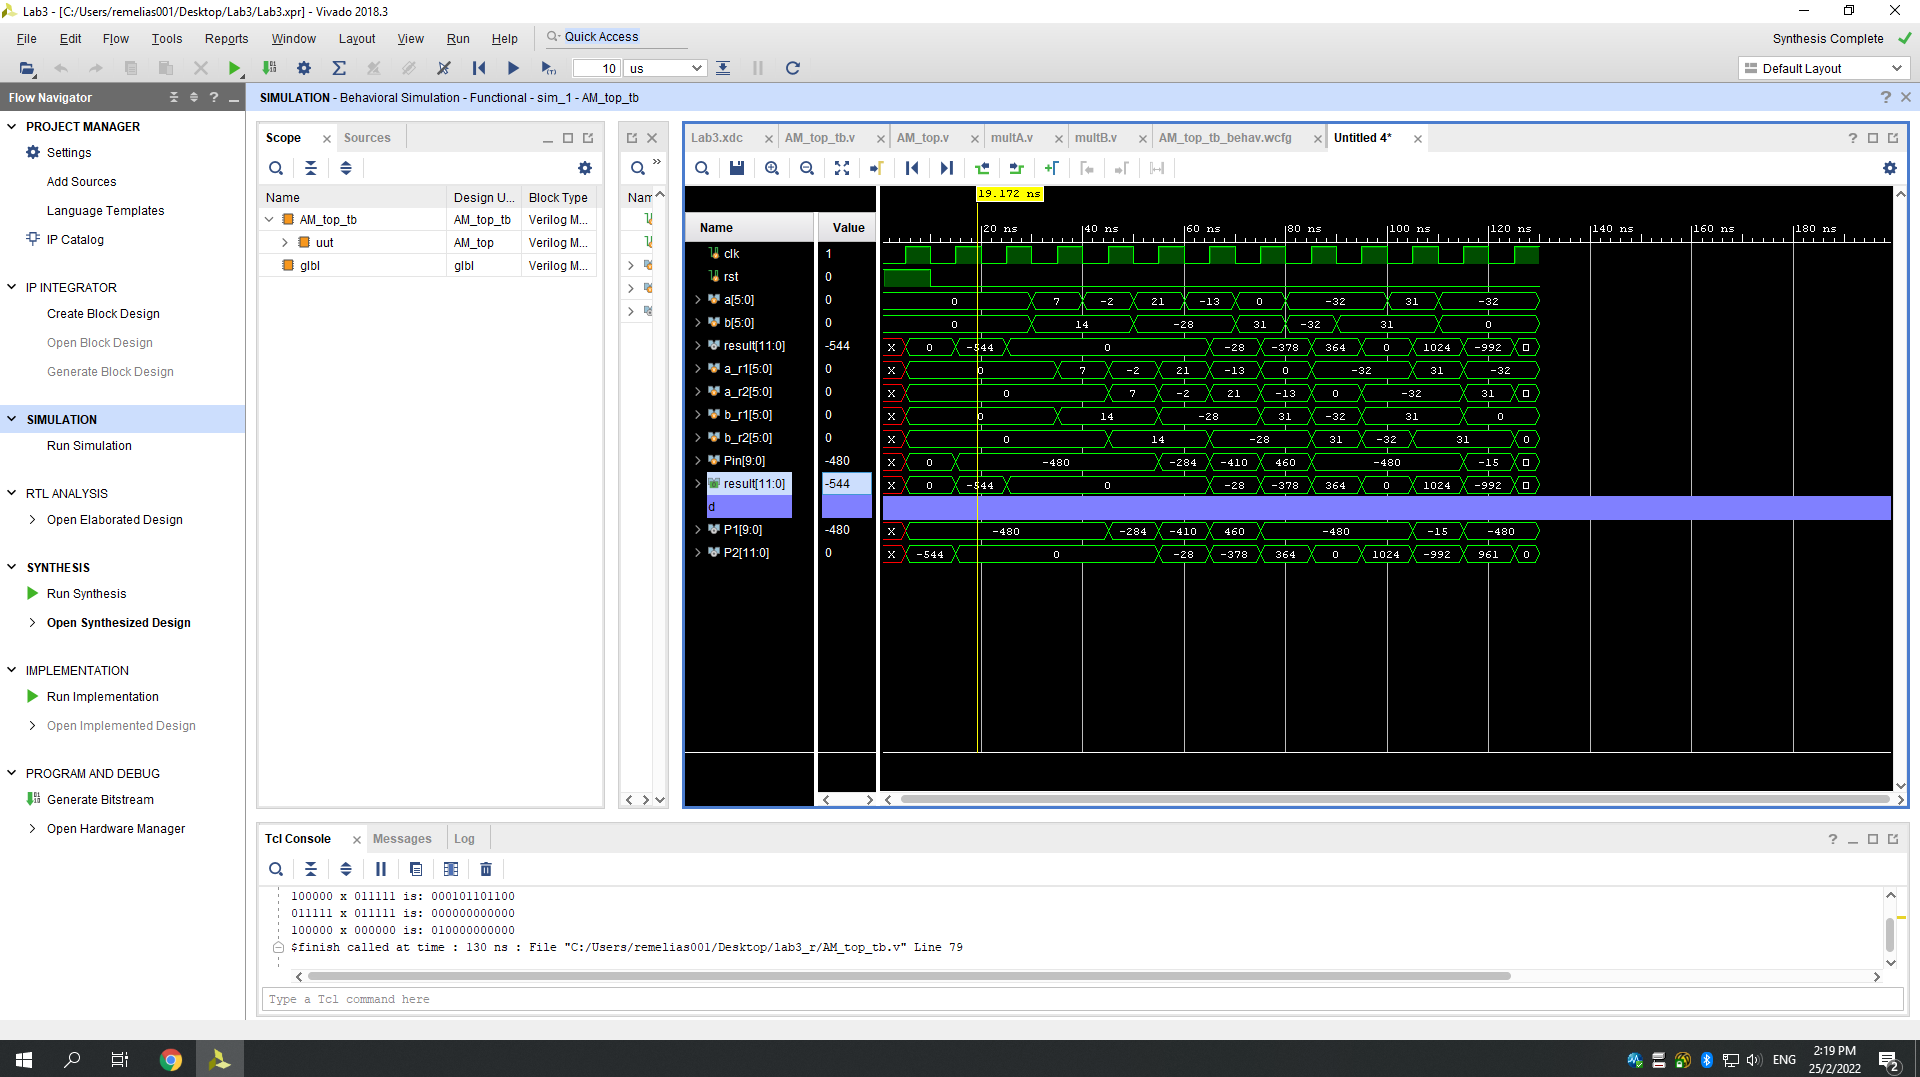 Lab3 - [C:/Users/remelias001/Desktop/Lab3/Lab3.xpr] - Vivado 2018.3
File Edit Flow Tools Reports Window Layout View Run Help Quick Access
Synthesis Complete
10 us
Default Layout
Flow Navigator
PROJECT MANAGER
Settings
Add Sources
Language Templates
IP Catalog
IP INTEGRATOR
Create Block Design
Open Block Design
Generate Block Design
SIMULATION
Run Simulation
RTL ANALYSIS
Open Elaborated Design
SYNTHESIS
Run Synthesis
Open Synthesized Design
IMPLEMENTATION
Run Implementation
Open Implemented Design
PROGRAM AND DEBUG
Generate Bitstream
Open Hardware Manager
SIMULATION - Behavioral Simulation - Functional - sim_1 - AM_top_tb
Scope Sources
Name Design U... Block Type
AM_top_tb AM_top_tb Verilog M...
uut AM_top Verilog M...
glbl glbl Verilog M...
Lab3.xdc AM_top_tb.v AM_top.v multA.v multB.v AM_top_tb_behav.wcfg Untitled 4*
19.172 ns
20 ns 40 ns 60 ns 80 ns 100 ns 120 ns 140 ns 160 ns 180 ns
Name Value
clk 1
rst 0
a[5:0] 0 0 7 -2 21 -13 0 -32 31 -32
b[5:0] 0 0 14 -28 31 -32 31 0
result[11:0] -544 X 0 -544 0 -28 -378 364 0 1024 -992
a_r1[5:0] 0 X 0 7 -2 21 -13 0 -32 31 -32
a_r2[5:0] 0 X 0 7 -2 21 -13 0 -32 31
b_r1[5:0] 0 X 0 14 -28 31 -32 31 0
b_r2[5:0] 0 X 0 14 -28 31 -32 31 0
Pin[9:0] -480 X 0 -480 -284 -410 460 -480 -15
result[11:0] -544 X 0 -544 0 -28 -378 364 0 1024 -992
d
P1[9:0] -480 X -480 -284 -410 460 -480 -15 -480
P2[11:0] 0 X -544 0 -28 -378 364 0 1024 -992 961 0
Tcl Console Messages Log
100000 x 011111 is: 000101101100
011111 x 011111 is: 000000000000
100000 x 000000 is: 010000000000
$finish called at time : 130 ns : File "C:/Users/remelias001/Desktop/lab3_r/AM_top_tb.v" Line 79
Type a Tcl command here
ENG
2:19 PM
25/2/2022
2